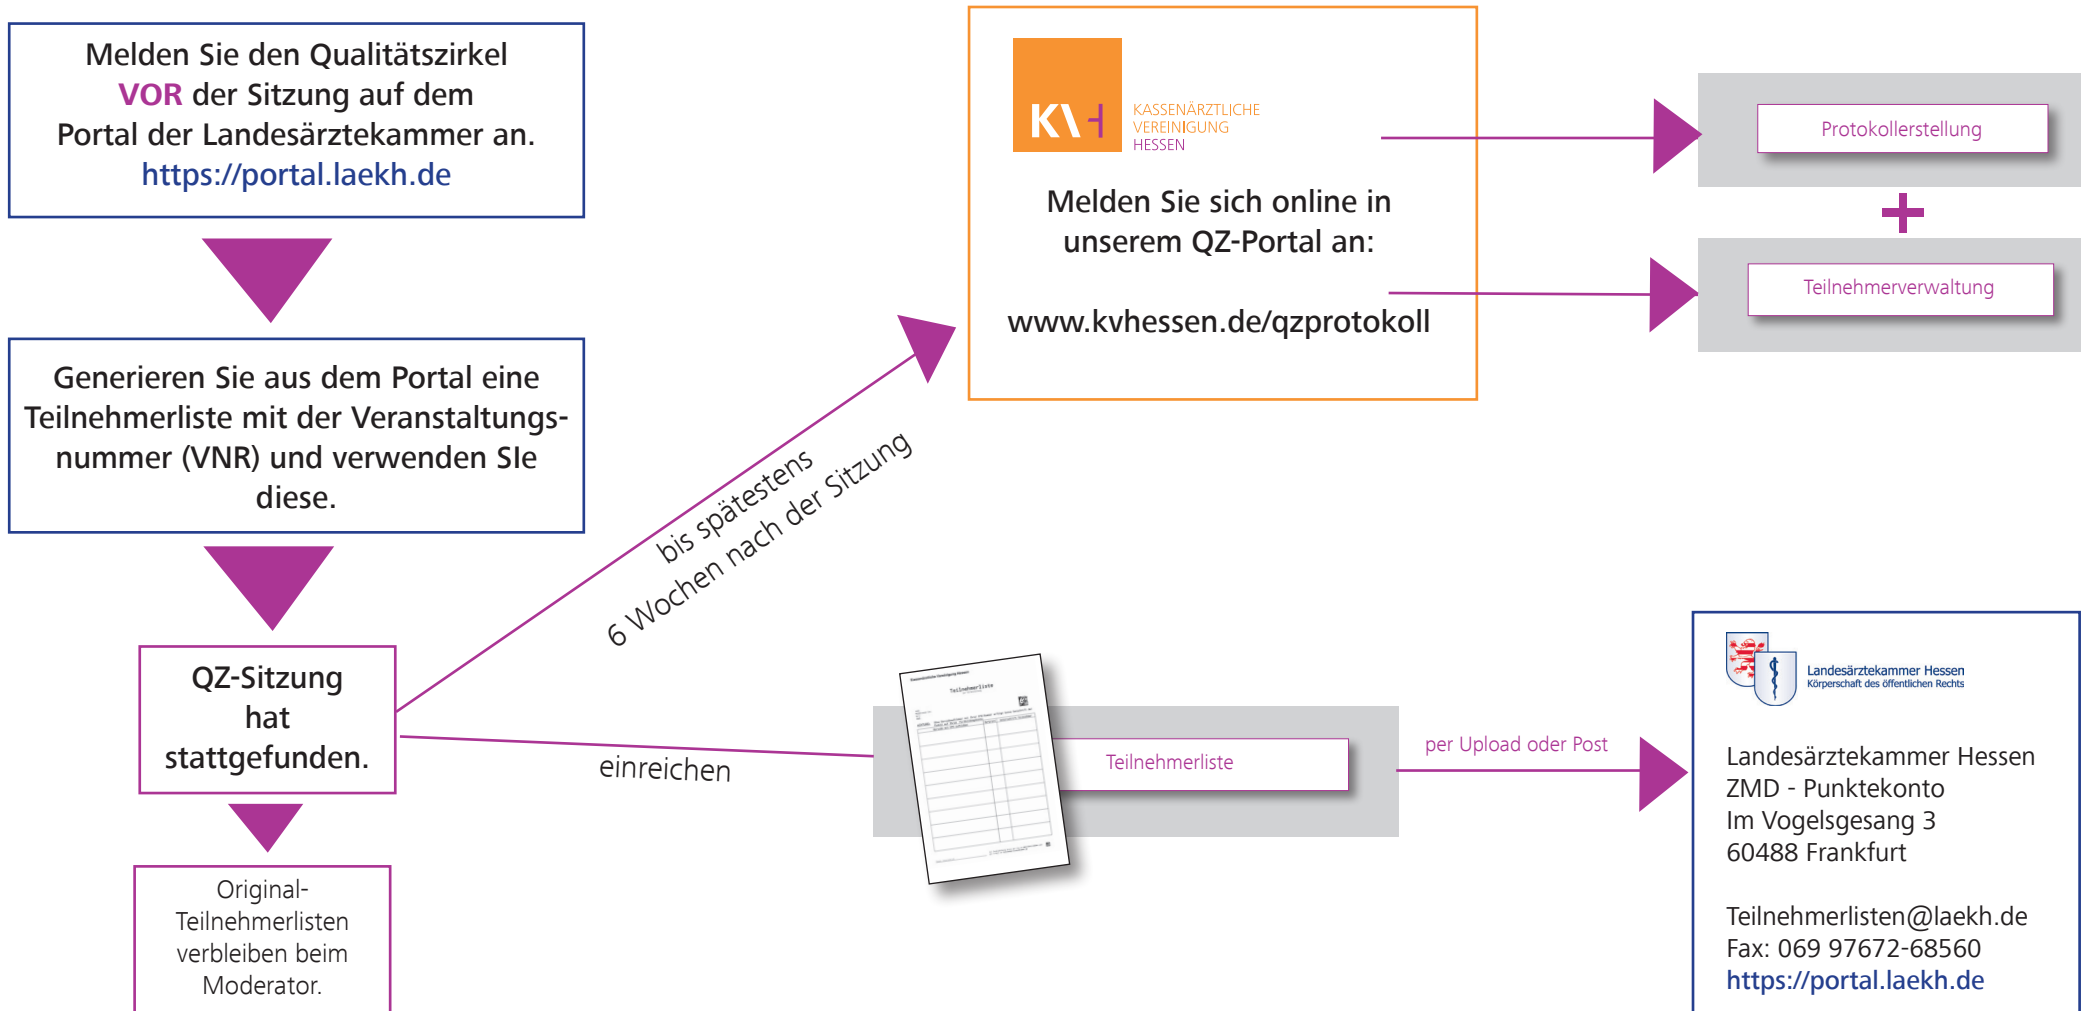 Melden Sie den Qualitätszirkel
VOR der Sitzung auf dem
Portal der Landesärztekammer an.
https://portal.laekh.de
Generieren Sie aus dem Portal eine
Teilnehmerliste mit der Veranstaltungs-
nummer (VNR) und verwenden SIe
diese.
QZ-Sitzung
hat
stattgefunden.
Original-
Teilnehmerlisten
verbleiben beim
Moderator.
bis spätestens
6 Wochen nach der Sitzung
KVH
KASSENÄRZTLICHE
VEREINIGUNG
HESSEN
Melden Sie sich online in
unserem QZ-Portal an:
www.kvhessen.de/qzprotokoll
Protokollerstellung
+
Teilnehmerverwaltung
einreichen
Teilnehmerliste
Teilnehmerliste
per Upload oder Post
Landesärztekammer Hessen
Körperschaft des öffentlichen Rechts
Landesärztekammer Hessen
ZMD - Punktekonto
Im Vogelsgesang 3
60488 Frankfurt
Teilnehmerlisten@laekh.de
Fax: 069 97672-68560
https://portal.laekh.de